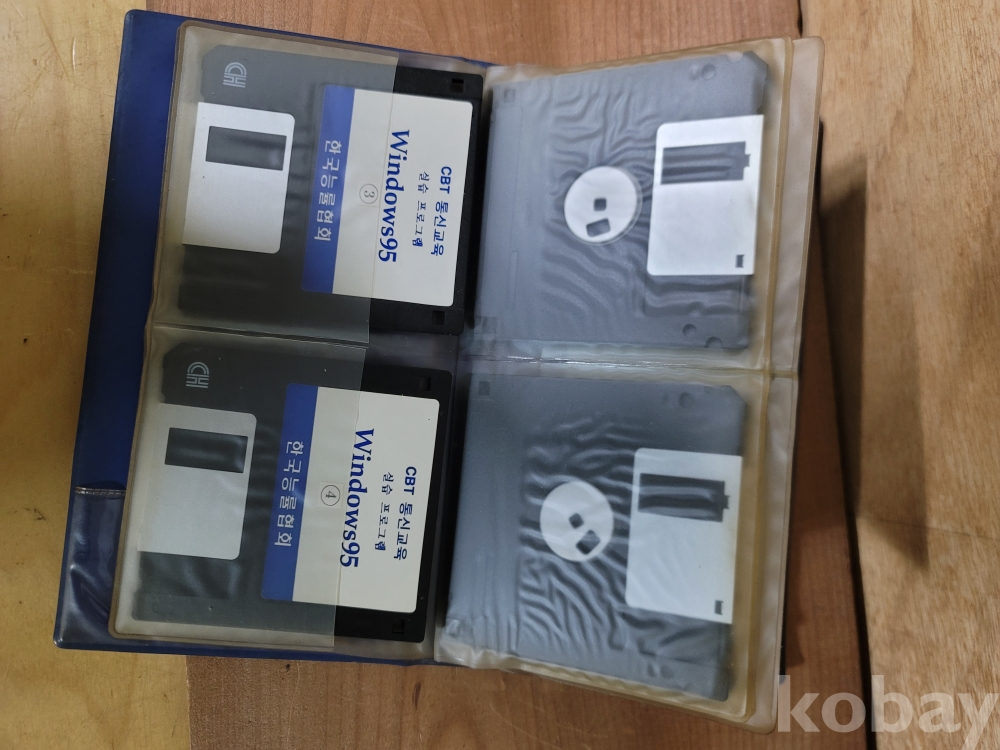 CBT 통신교육
실습 프로그램
Windows95
③
한국능률협회
CBT 통신교육
실습 프로그램
Windows95
④
한국능률협회
kobay